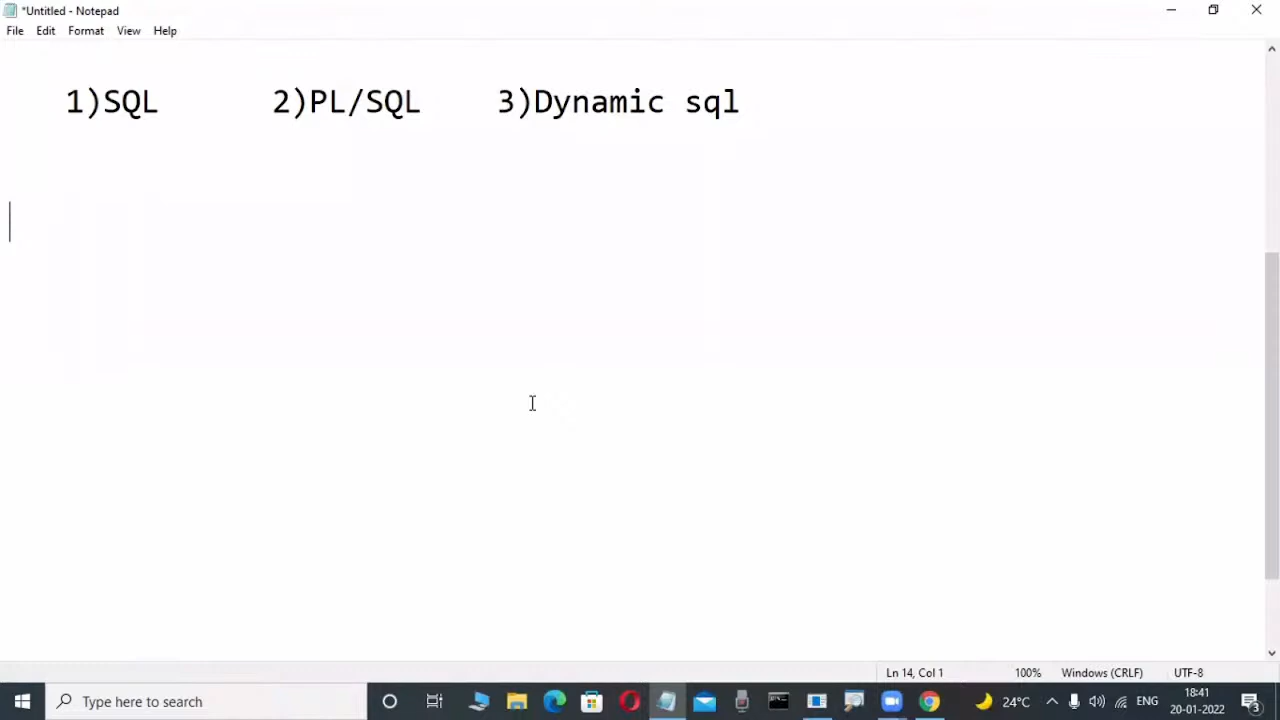 *Untitled - Notepad
File Edit Format View Help
1)SQL 2)PL/SQL 3)Dynamic sql
Ln 14, Col 1 100% Windows (CRLF) UTF-8
Type here to search
24°C ENG 18:41 20-01-2022 3